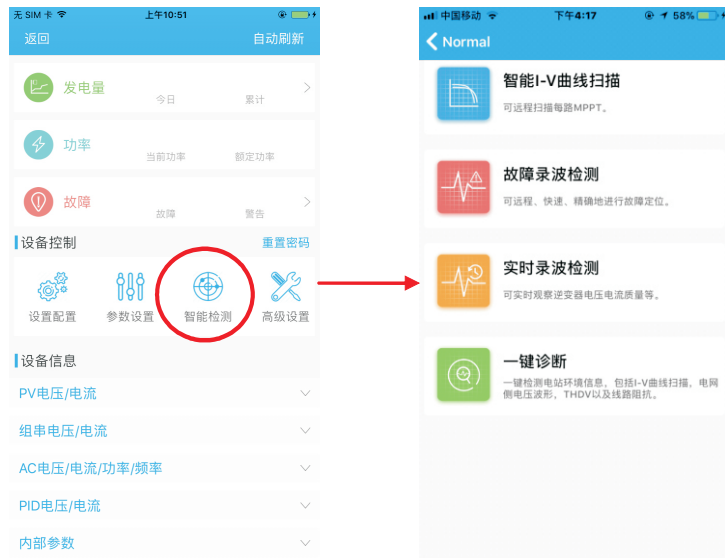 无 SIM 卡
上午10:51
返回
自动刷新
发电量
今日
累计
功率
当前功率
额定功率
故障
故障
警告
设备控制
重置密码
设置配置
参数设置
智能检测
高级设置
设备信息
PV电压/电流
组串电压/电流
AC电压/电流/功率/频率
PID电压/电流
内部参数
中国移动
下午4:17
58%
Normal
智能I-V曲线扫描
可远程扫描每路MPPT。
故障录波检测
可远程、快速、精确地进行故障定位。
实时录波检测
可实时观察逆变器电压电流质量等。
一键诊断
一键检测电站环境信息，包括I-V曲线扫描，电网
侧电压波形，THDV以及线路阻抗。